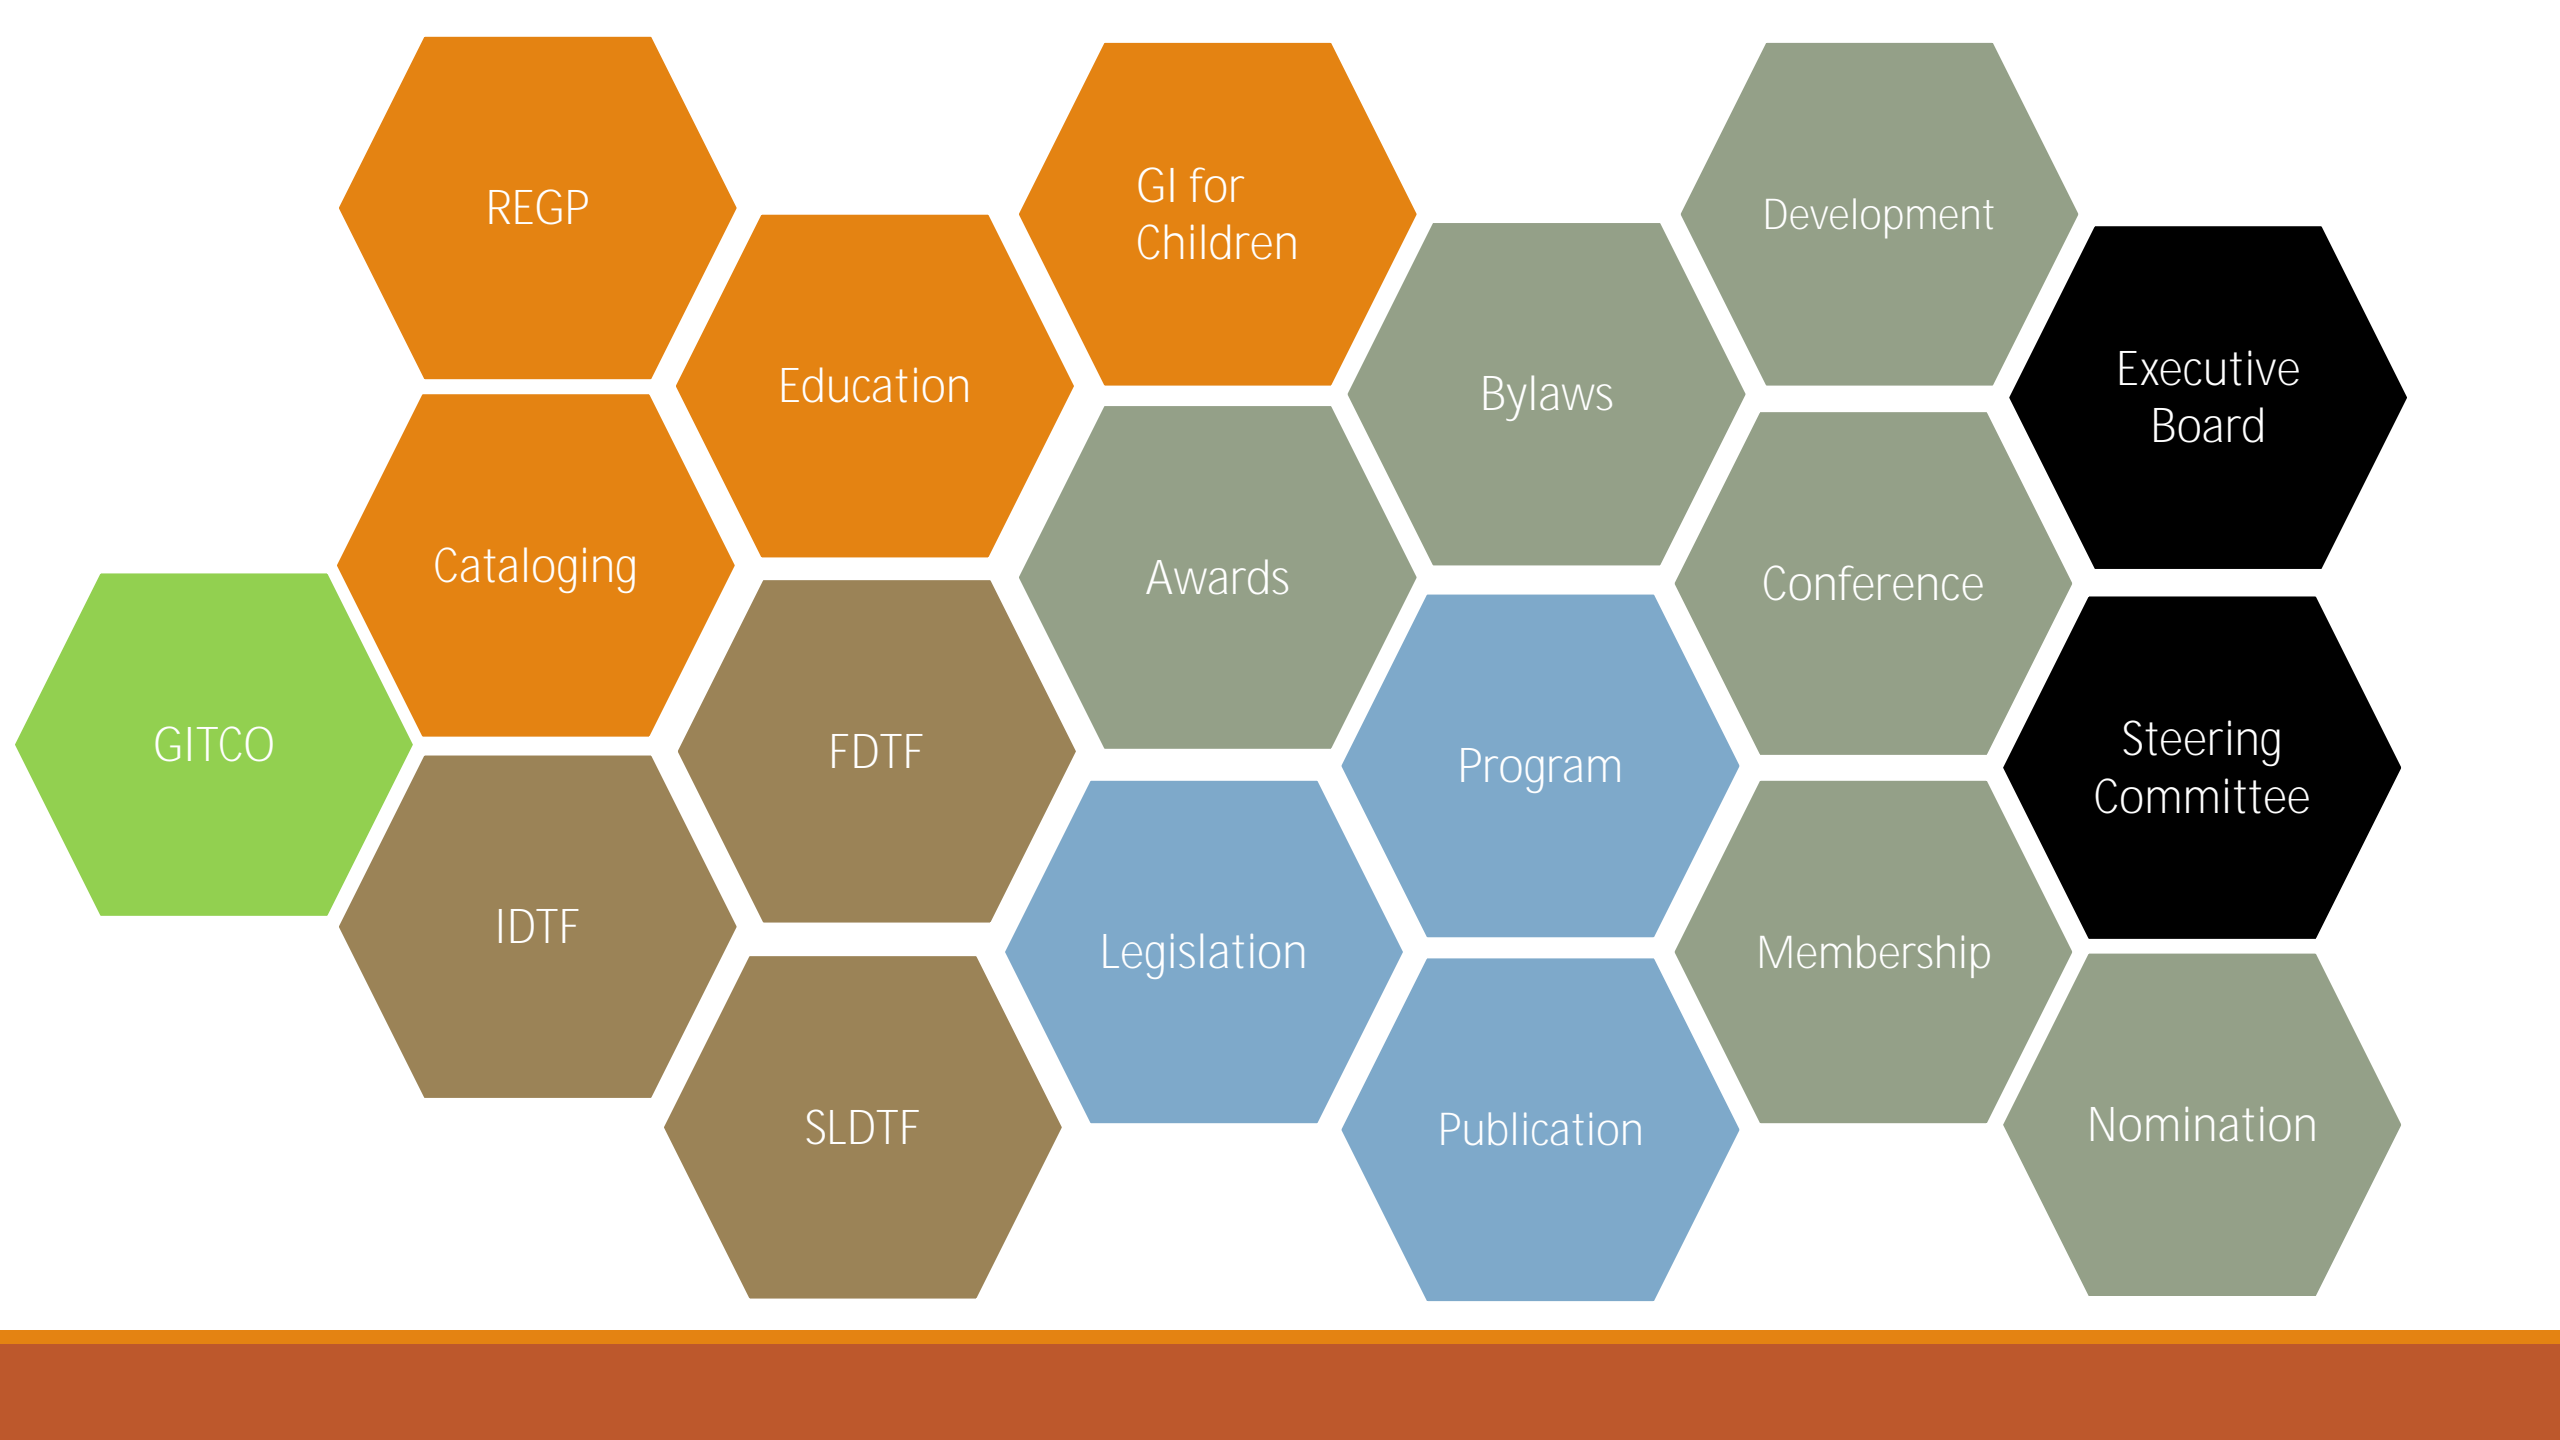 REGP
GI for
Children
Development
Education
Bylaws
Executive
Board
Cataloging
Awards
Conference
GITCO
FDTF
Program
Steering
Committee
IDTF
Legislation
Membership
SLDTF
Publication
Nomination